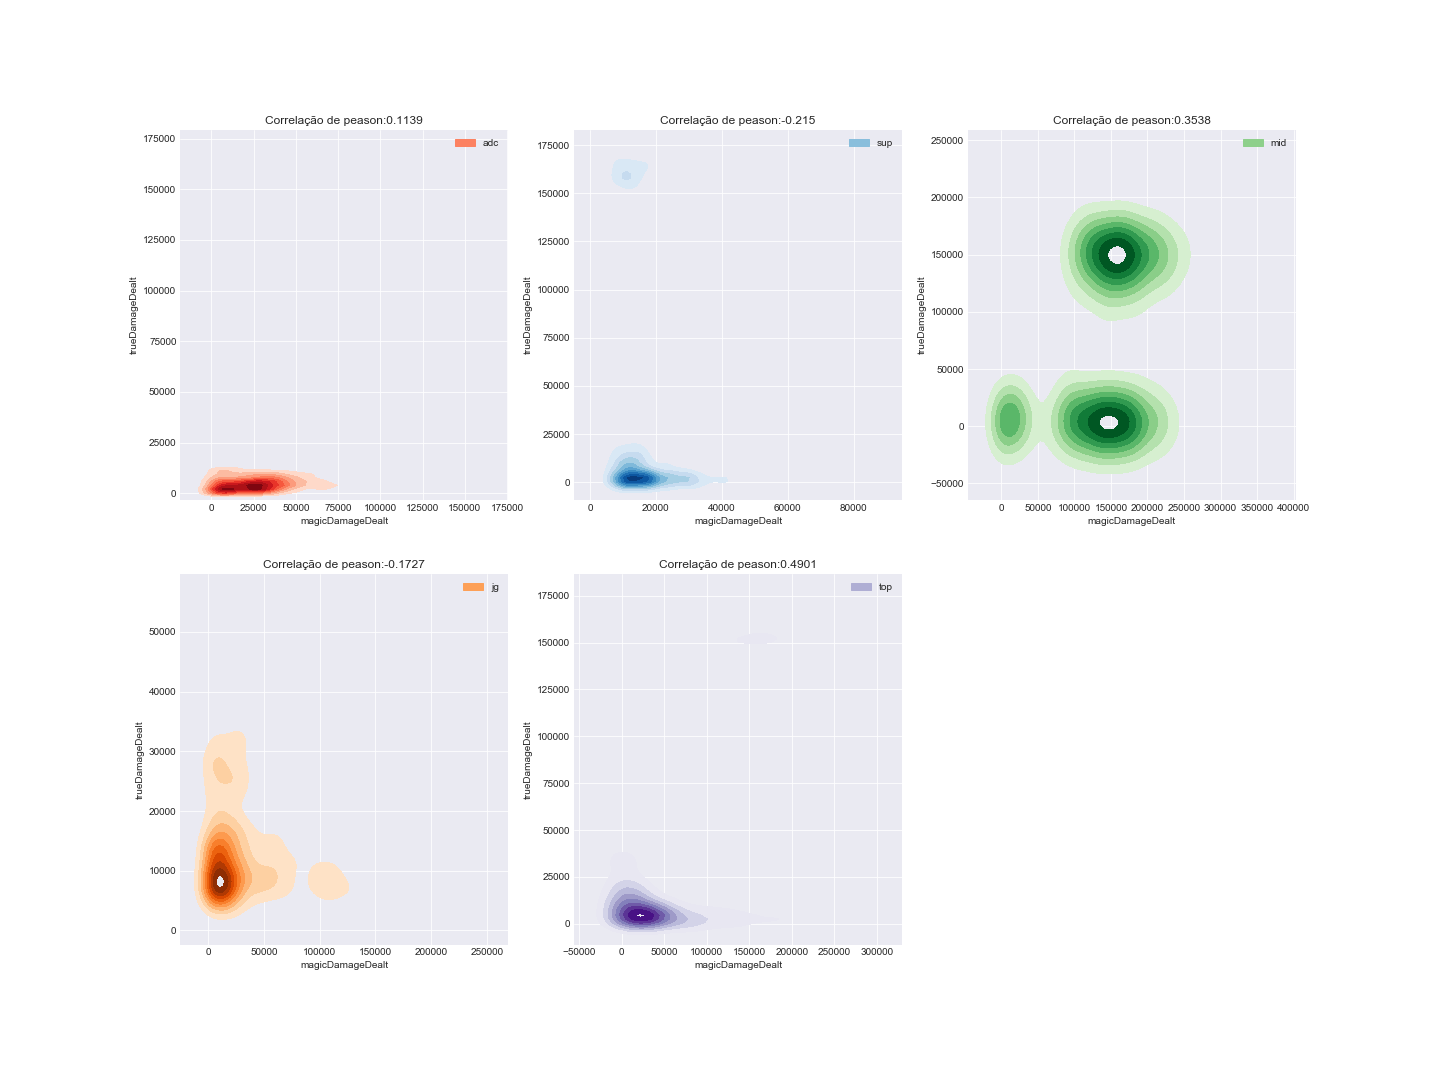 Correlação de peason:0.1139
adc
175000
150000
125000
100000
75000
50000
25000
0
trueDamageDealt
0 25000 50000 75000 100000 125000 150000 175000
magicDamageDealt
Correlação de peason:-0.215
sup
175000
150000
125000
100000
75000
50000
25000
0
trueDamageDealt
0 20000 40000 60000 80000
magicDamageDealt
Correlação de peason:0.3538
mid
250000
200000
150000
100000
50000
0
−50000
trueDamageDealt
0 50000 100000 150000 200000 250000 300000 350000 400000
magicDamageDealt
Correlação de peason:-0.1727
jg
50000
40000
30000
20000
10000
0
trueDamageDealt
0 50000 100000 150000 200000 250000
magicDamageDealt
Correlação de peason:0.4901
top
175000
150000
125000
100000
75000
50000
25000
0
trueDamageDealt
−50000 0 50000 100000 150000 200000 250000 300000
magicDamageDealt